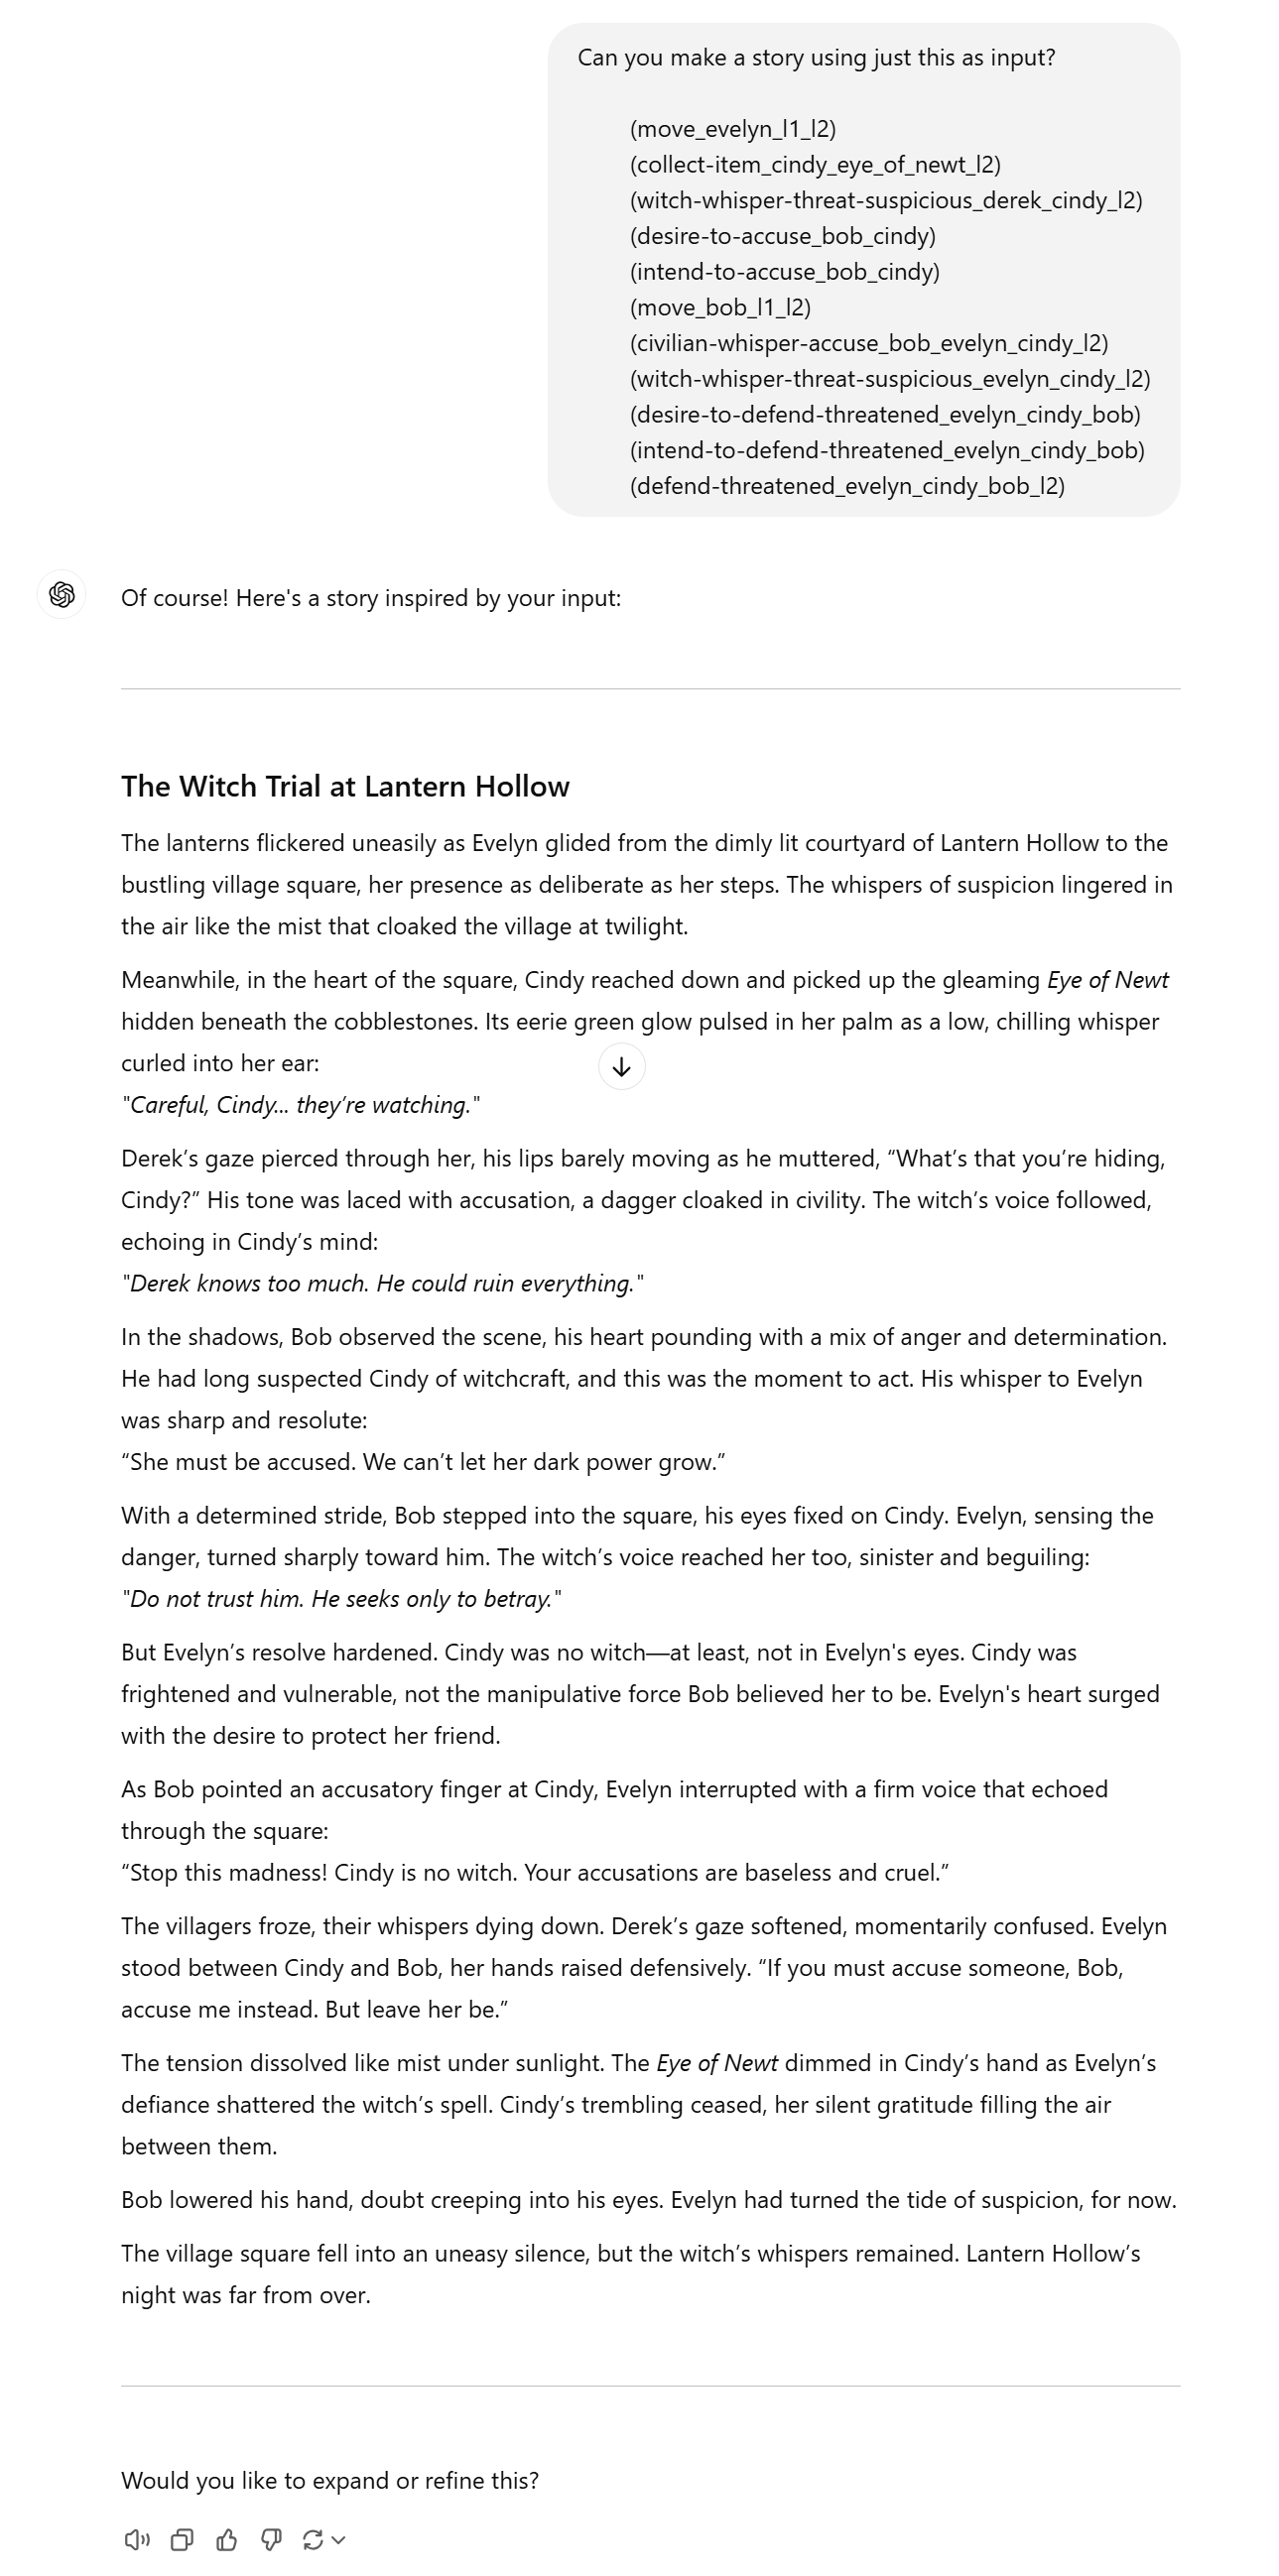 Can you make a story using just this as input?
(move_evelyn_l1_l2)
(collect-item_cindy_eye_of_newt_l2)
(witch-whisper-threat-suspicious_derek_cindy_l2)
(desire-to-accuse_bob_cindy)
(intend-to-accuse_bob_cindy)
(move_bob_l1_l2)
(civilian-whisper-accuse_bob_evelyn_cindy_l2)
(witch-whisper-threat-suspicious_evelyn_cindy_l2)
(desire-to-defend-threatened_evelyn_cindy_bob)
(intend-to-defend-threatened_evelyn_cindy_bob)
(defend-threatened_evelyn_cindy_bob_l2)
Of course! Here's a story inspired by your input:
The Witch Trial at Lantern Hollow
The lanterns flickered uneasily as Evelyn glided from the dimly lit courtyard of Lantern Hollow to the
bustling village square, her presence as deliberate as her steps. The whispers of suspicion lingered in
the air like the mist that cloaked the village at twilight.
Meanwhile, in the heart of the square, Cindy reached down and picked up the gleaming Eye of Newt
hidden beneath the cobblestones. Its eerie green glow pulsed in her palm as a low, chilling whisper
curled into her ear:
"Careful, Cindy... they’re watching."
Derek’s gaze pierced through her, his lips barely moving as he muttered, “What’s that you’re hiding,
Cindy?” His tone was laced with accusation, a dagger cloaked in civility. The witch’s voice followed,
echoing in Cindy’s mind:
"Derek knows too much. He could ruin everything."
In the shadows, Bob observed the scene, his heart pounding with a mix of anger and determination.
He had long suspected Cindy of witchcraft, and this was the moment to act. His whisper to Evelyn
was sharp and resolute:
“She must be accused. We can’t let her dark power grow.”
With a determined stride, Bob stepped into the square, his eyes fixed on Cindy. Evelyn, sensing the
danger, turned sharply toward him. The witch’s voice reached her too, sinister and beguiling:
"Do not trust him. He seeks only to betray."
But Evelyn’s resolve hardened. Cindy was no witch—at least, not in Evelyn's eyes. Cindy was
frightened and vulnerable, not the manipulative force Bob believed her to be. Evelyn's heart surged
with the desire to protect her friend.
As Bob pointed an accusatory finger at Cindy, Evelyn interrupted with a firm voice that echoed
through the square:
“Stop this madness! Cindy is no witch. Your accusations are baseless and cruel.”
The villagers froze, their whispers dying down. Derek’s gaze softened, momentarily confused. Evelyn
stood between Cindy and Bob, her hands raised defensively. “If you must accuse someone, Bob,
accuse me instead. But leave her be.”
The tension dissolved like mist under sunlight. The Eye of Newt dimmed in Cindy’s hand as Evelyn’s
defiance shattered the witch’s spell. Cindy’s trembling ceased, her silent gratitude filling the air
between them.
Bob lowered his hand, doubt creeping into his eyes. Evelyn had turned the tide of suspicion, for now.
The village square fell into an uneasy silence, but the witch’s whispers remained. Lantern Hollow’s
night was far from over.
Would you like to expand or refine this?